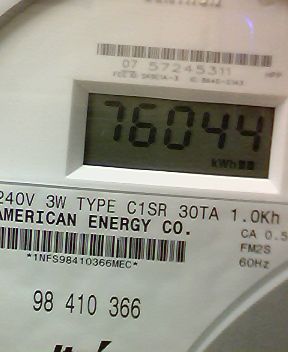 07 57245311 HPP
76044
kWh
240V 3W TYPE C1SR 30TA 1.0Kh
AMERICAN ENERGY CO.
CA 0.5
FM2S
60Hz
*1NFS98410366MEC*
98 410 366